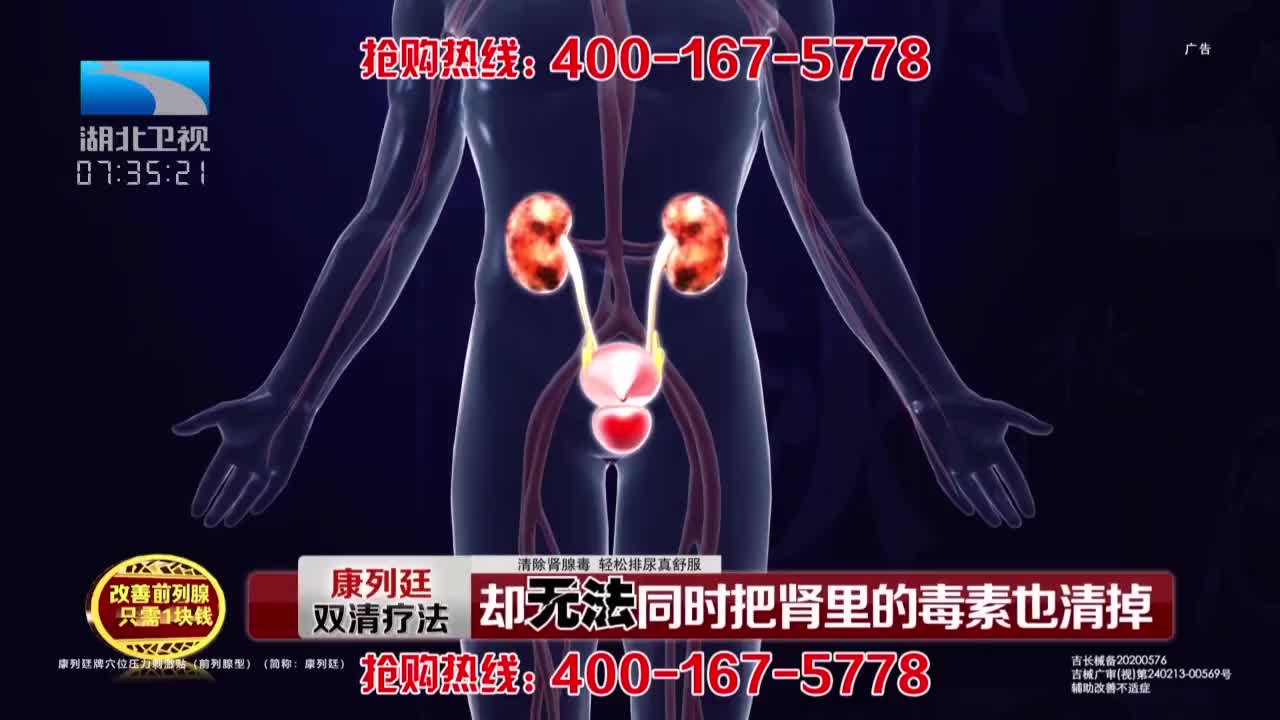 抢购热线：400-167-5778
广告
湖北卫视
07:35:21
清除肾腺毒 轻松排尿真舒服
改善前列腺
只需1块钱
康列廷
双清疗法
却无法同时把肾里的毒素也清掉
康列廷牌穴位压力刺激贴（前列腺型）（简称：康列廷）
抢购热线：400-167-5778
吉长械备20200576
吉械广审(视)第240213-00569号
辅助改善不适症